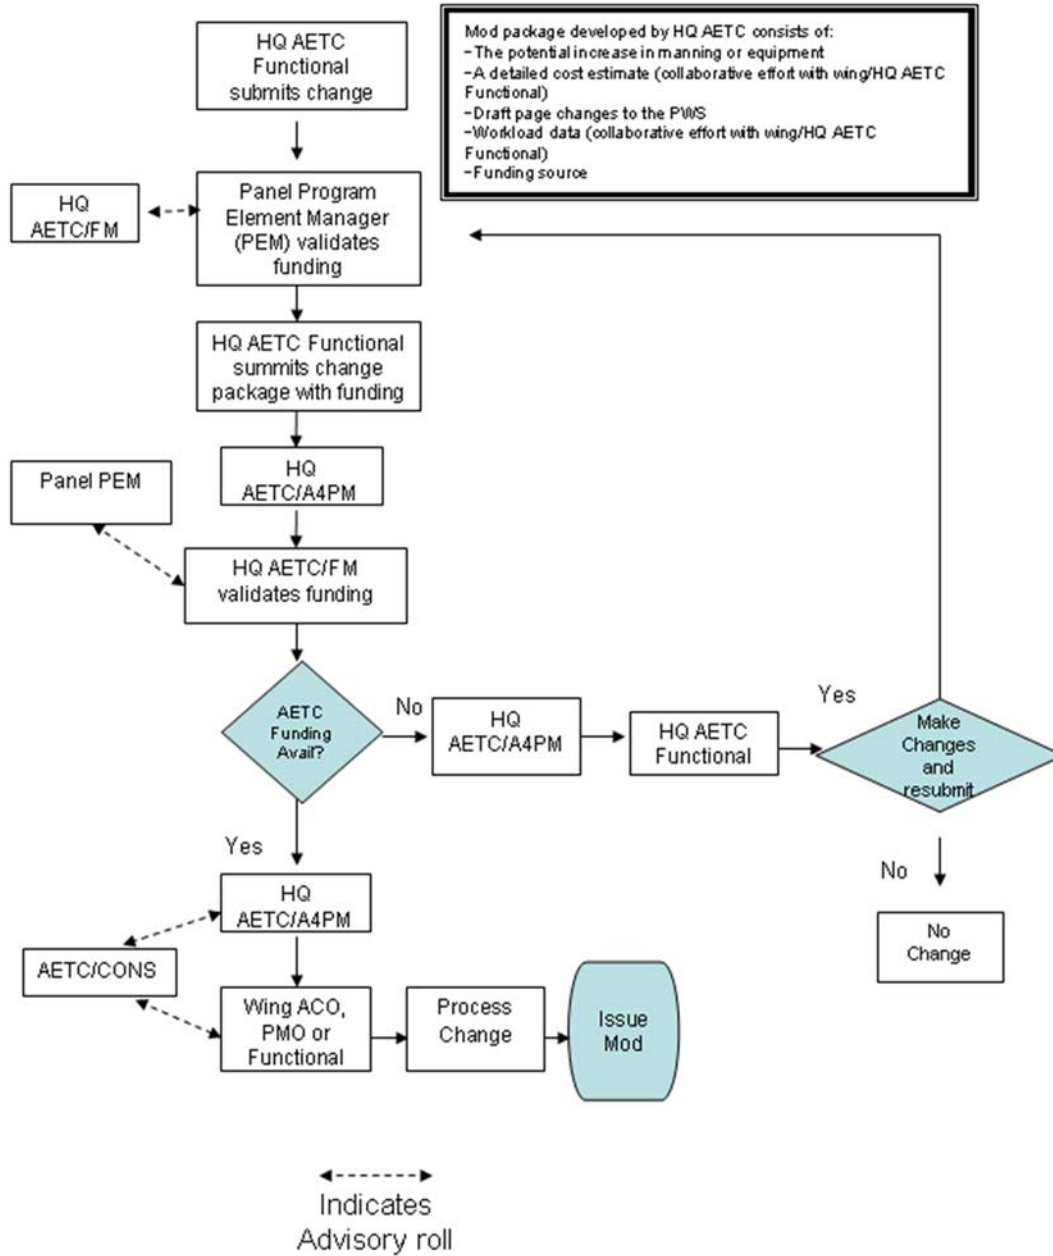 HQ AETC
Functional
submits change
Mod package developed by HQ AETC consists of:
-The potential increase in manning or equipment
-A detailed cost estimate (collaborative effort with wing/HQ AETC
Functional)
-Draft page changes to the PWS
-Workload data (collaborative effort with wing/HQ AETC
Functional)
-Funding source
HQ
AETC/FM
Panel Program
Element Manager
(PEM) validates
funding
HQ AETC Functional
summits change
package with funding
HQ
AETC/A4PM
Panel PEM
HQ AETC/FM
validates funding
AETC
Funding
Avail?
No
HQ
AETC/A4PM
HQ AETC
Functional
Yes
Make
Changes
and
resubmit
Yes
No
HQ
AETC/A4PM
No
Change
AETC/CONS
Wing ACO,
PMO or
Functional
Process
Change
Issue
Mod
Indicates
Advisory roll